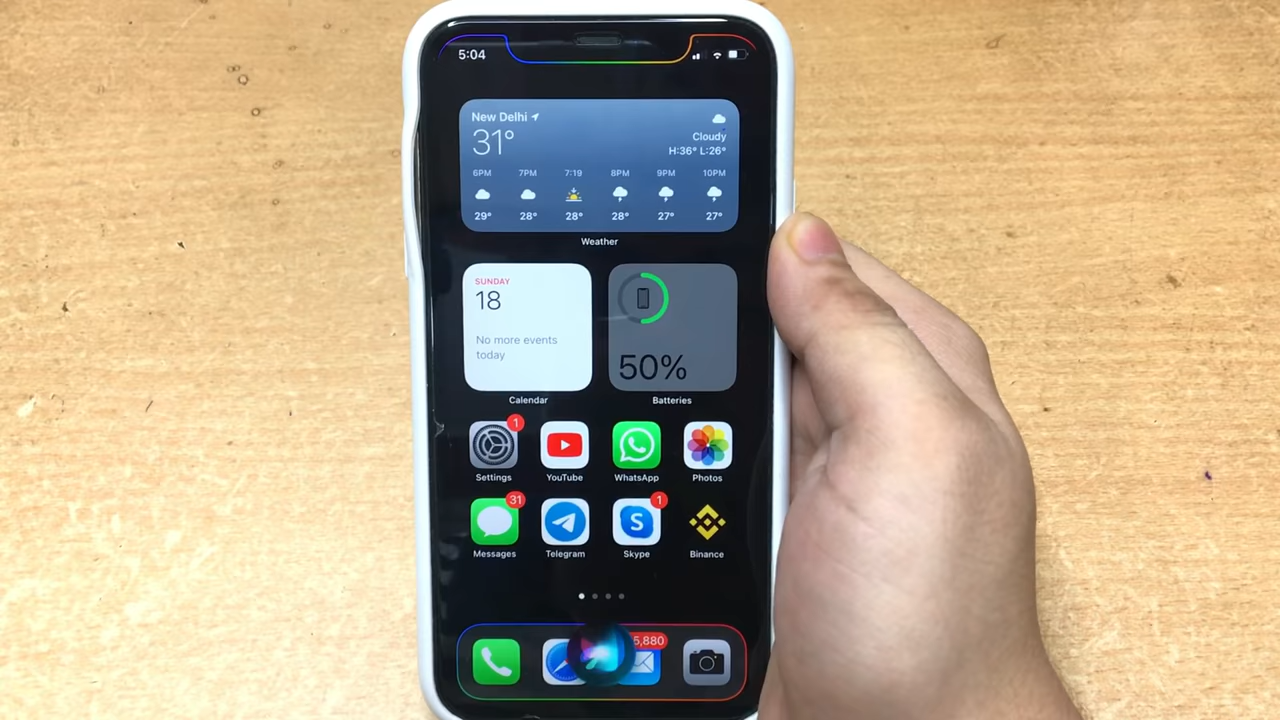 5:04
New Delhi
31°
Cloudy
H:36° L:26°
6PM 7PM 7:19 8PM 9PM 10PM
29° 28° 28° 28° 27° 27°
Weather
SUNDAY
18
No more events
today
Calendar
50%
Batteries
1
Settings YouTube WhatsApp Photos
31 1
S
Messages Telegram Skype Binance
5,880